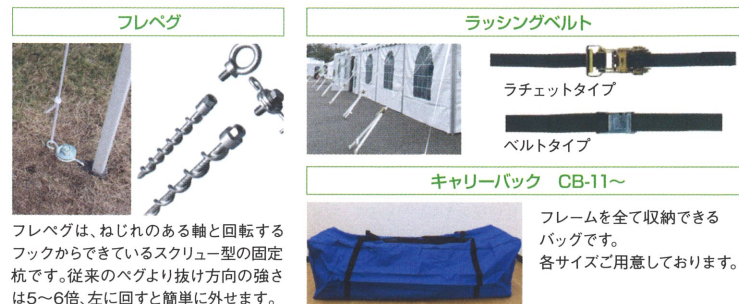 フレペグ
フレペグは、ねじれのある軸と回転する
フックからできているスクリュー型の固定
杭です。従来のペグより抜け方向の強さ
は5〜6倍、左に回すと簡単に外せます。
ラッシングベルト
ラチェットタイプ
ベルトタイプ
キャリーバック　CB-11〜
フレームを全て収納できる
バッグです。
各サイズご用意しております。